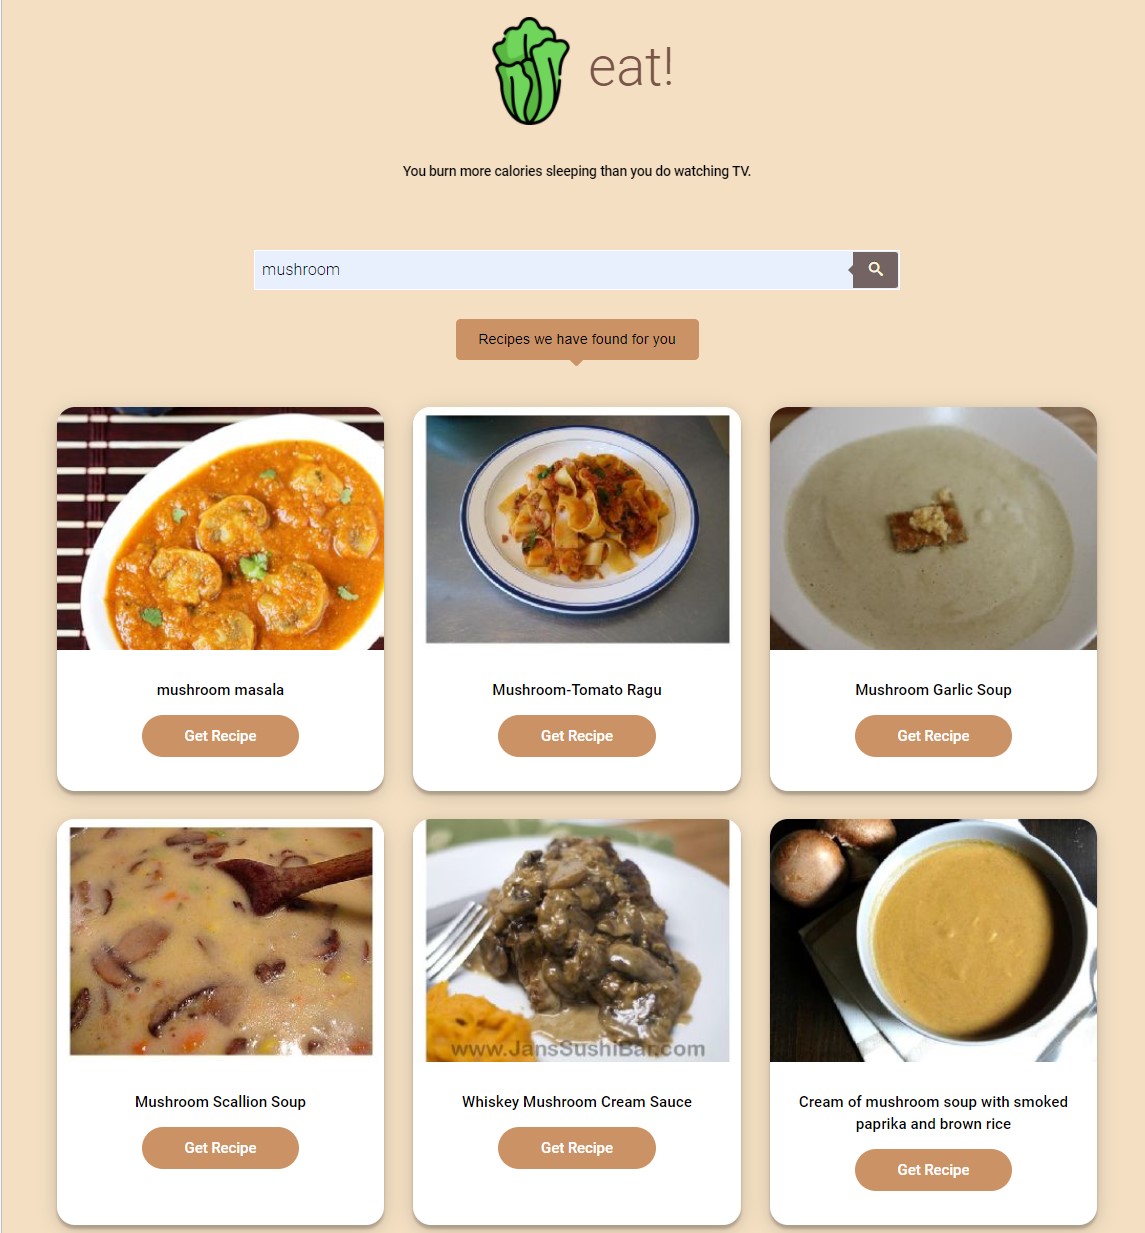 eat!
You burn more calories sleeping than you do watching TV.
mushroom
Recipes we have found for you
mushroom masala
Get Recipe
Mushroom-Tomato Ragu
Get Recipe
Mushroom Garlic Soup
Get Recipe
www.JansSushiBar.com
Mushroom Scallion Soup
Get Recipe
Whiskey Mushroom Cream Sauce
Get Recipe
Cream of mushroom soup with smoked
paprika and brown rice
Get Recipe